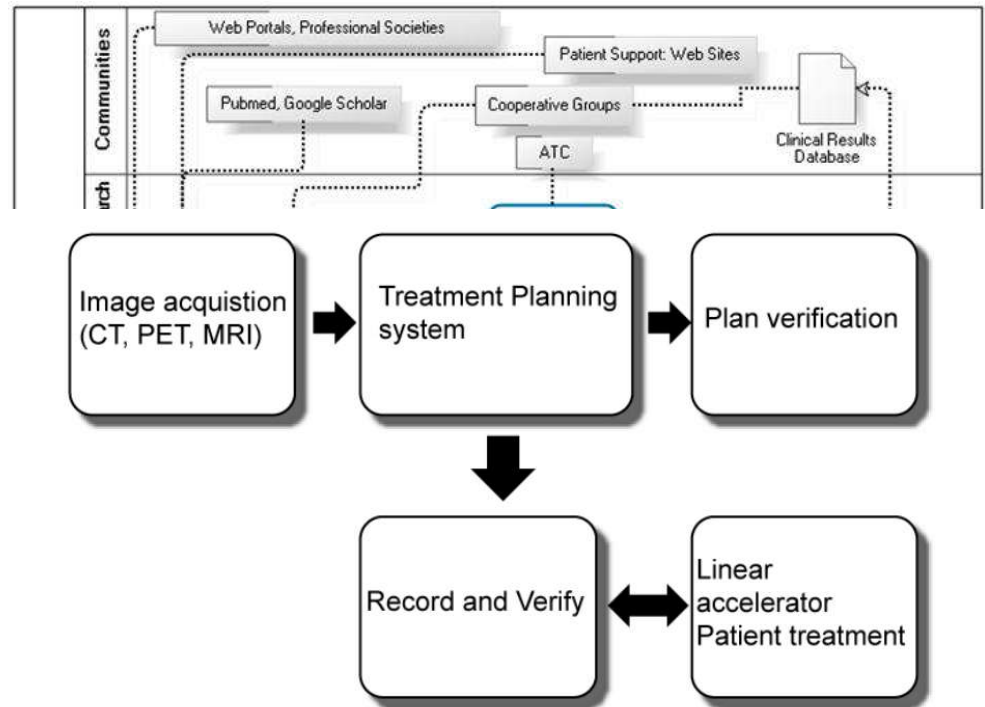 Web Portals, Professional Societies
Patient Support: Web Sites
Communities
Pubmed, Google Scholar
Cooperative Groups
Clinical Results
Database
ATC
arch
Image acquistion
(CT, PET, MRI)
Treatment Planning
system
Plan verification
Record and Verify
Linear
accelerator
Patient treatment